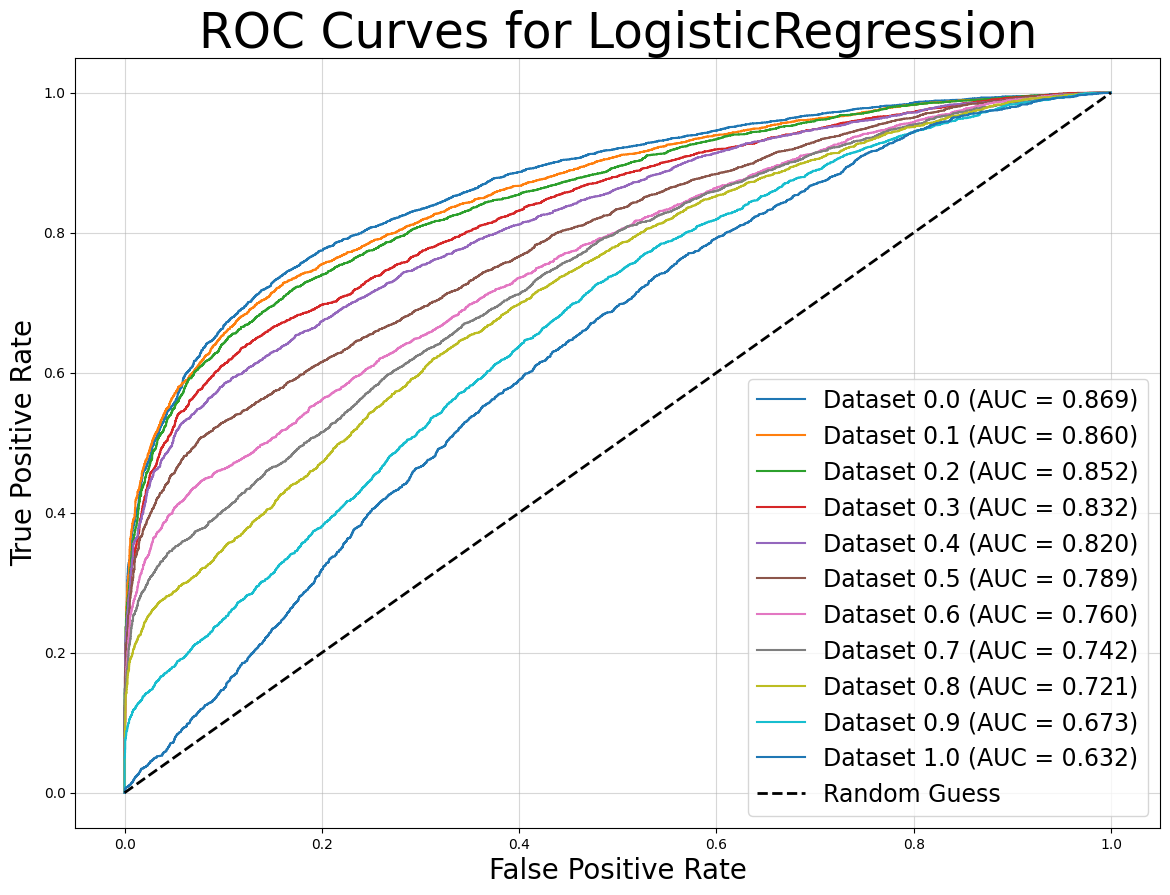 ROC Curves for LogisticRegression
True Positive Rate
1.0
0.8
0.6
0.4
0.2
0.0
Dataset 0.0 (AUC = 0.869)
Dataset 0.1 (AUC = 0.860)
Dataset 0.2 (AUC = 0.852)
Dataset 0.3 (AUC = 0.832)
Dataset 0.4 (AUC = 0.820)
Dataset 0.5 (AUC = 0.789)
Dataset 0.6 (AUC = 0.760)
Dataset 0.7 (AUC = 0.742)
Dataset 0.8 (AUC = 0.721)
Dataset 0.9 (AUC = 0.673)
Dataset 1.0 (AUC = 0.632)
Random Guess
0.0 0.2 0.4 0.6 0.8 1.0
False Positive Rate